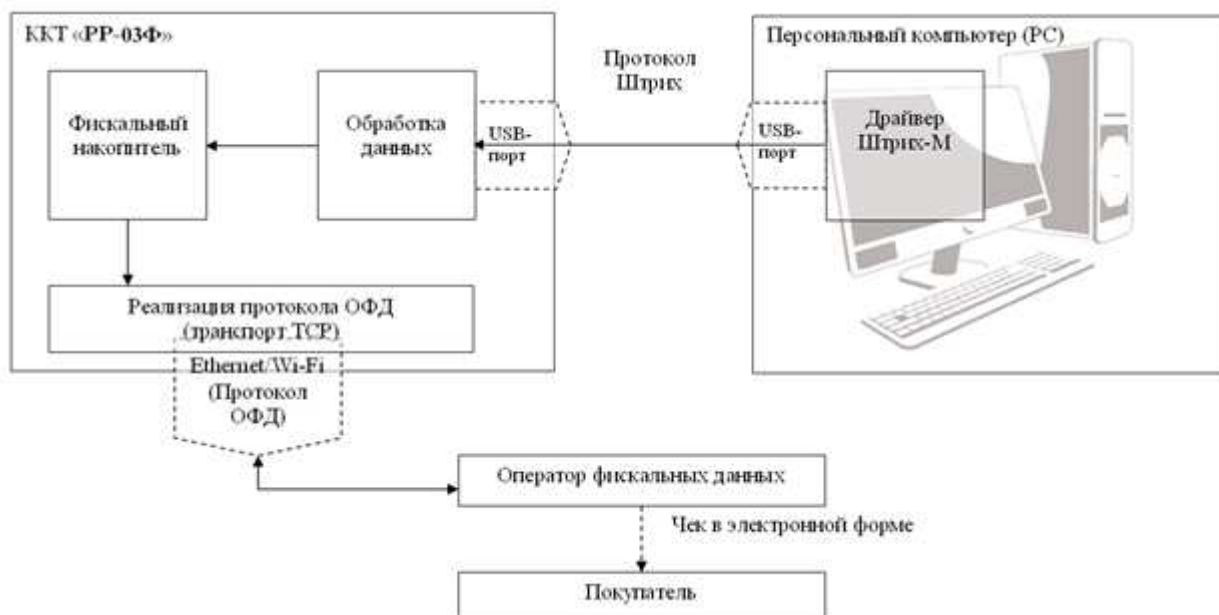 ККТ «РР-03Ф»
Фискальный
накопитель
Обработка
данных
USB-
порт
Протокол
Штрих
Персональный компьютер (РС)
USB-
порт
Драйвер
Штрих-М
Реализация протокола ОФД
(транспорт TCP)
Ethernet/Wi-Fi
(Протокол
ОФД)
Оператор фискальных данных
Чек в электронной форме
Покупатель